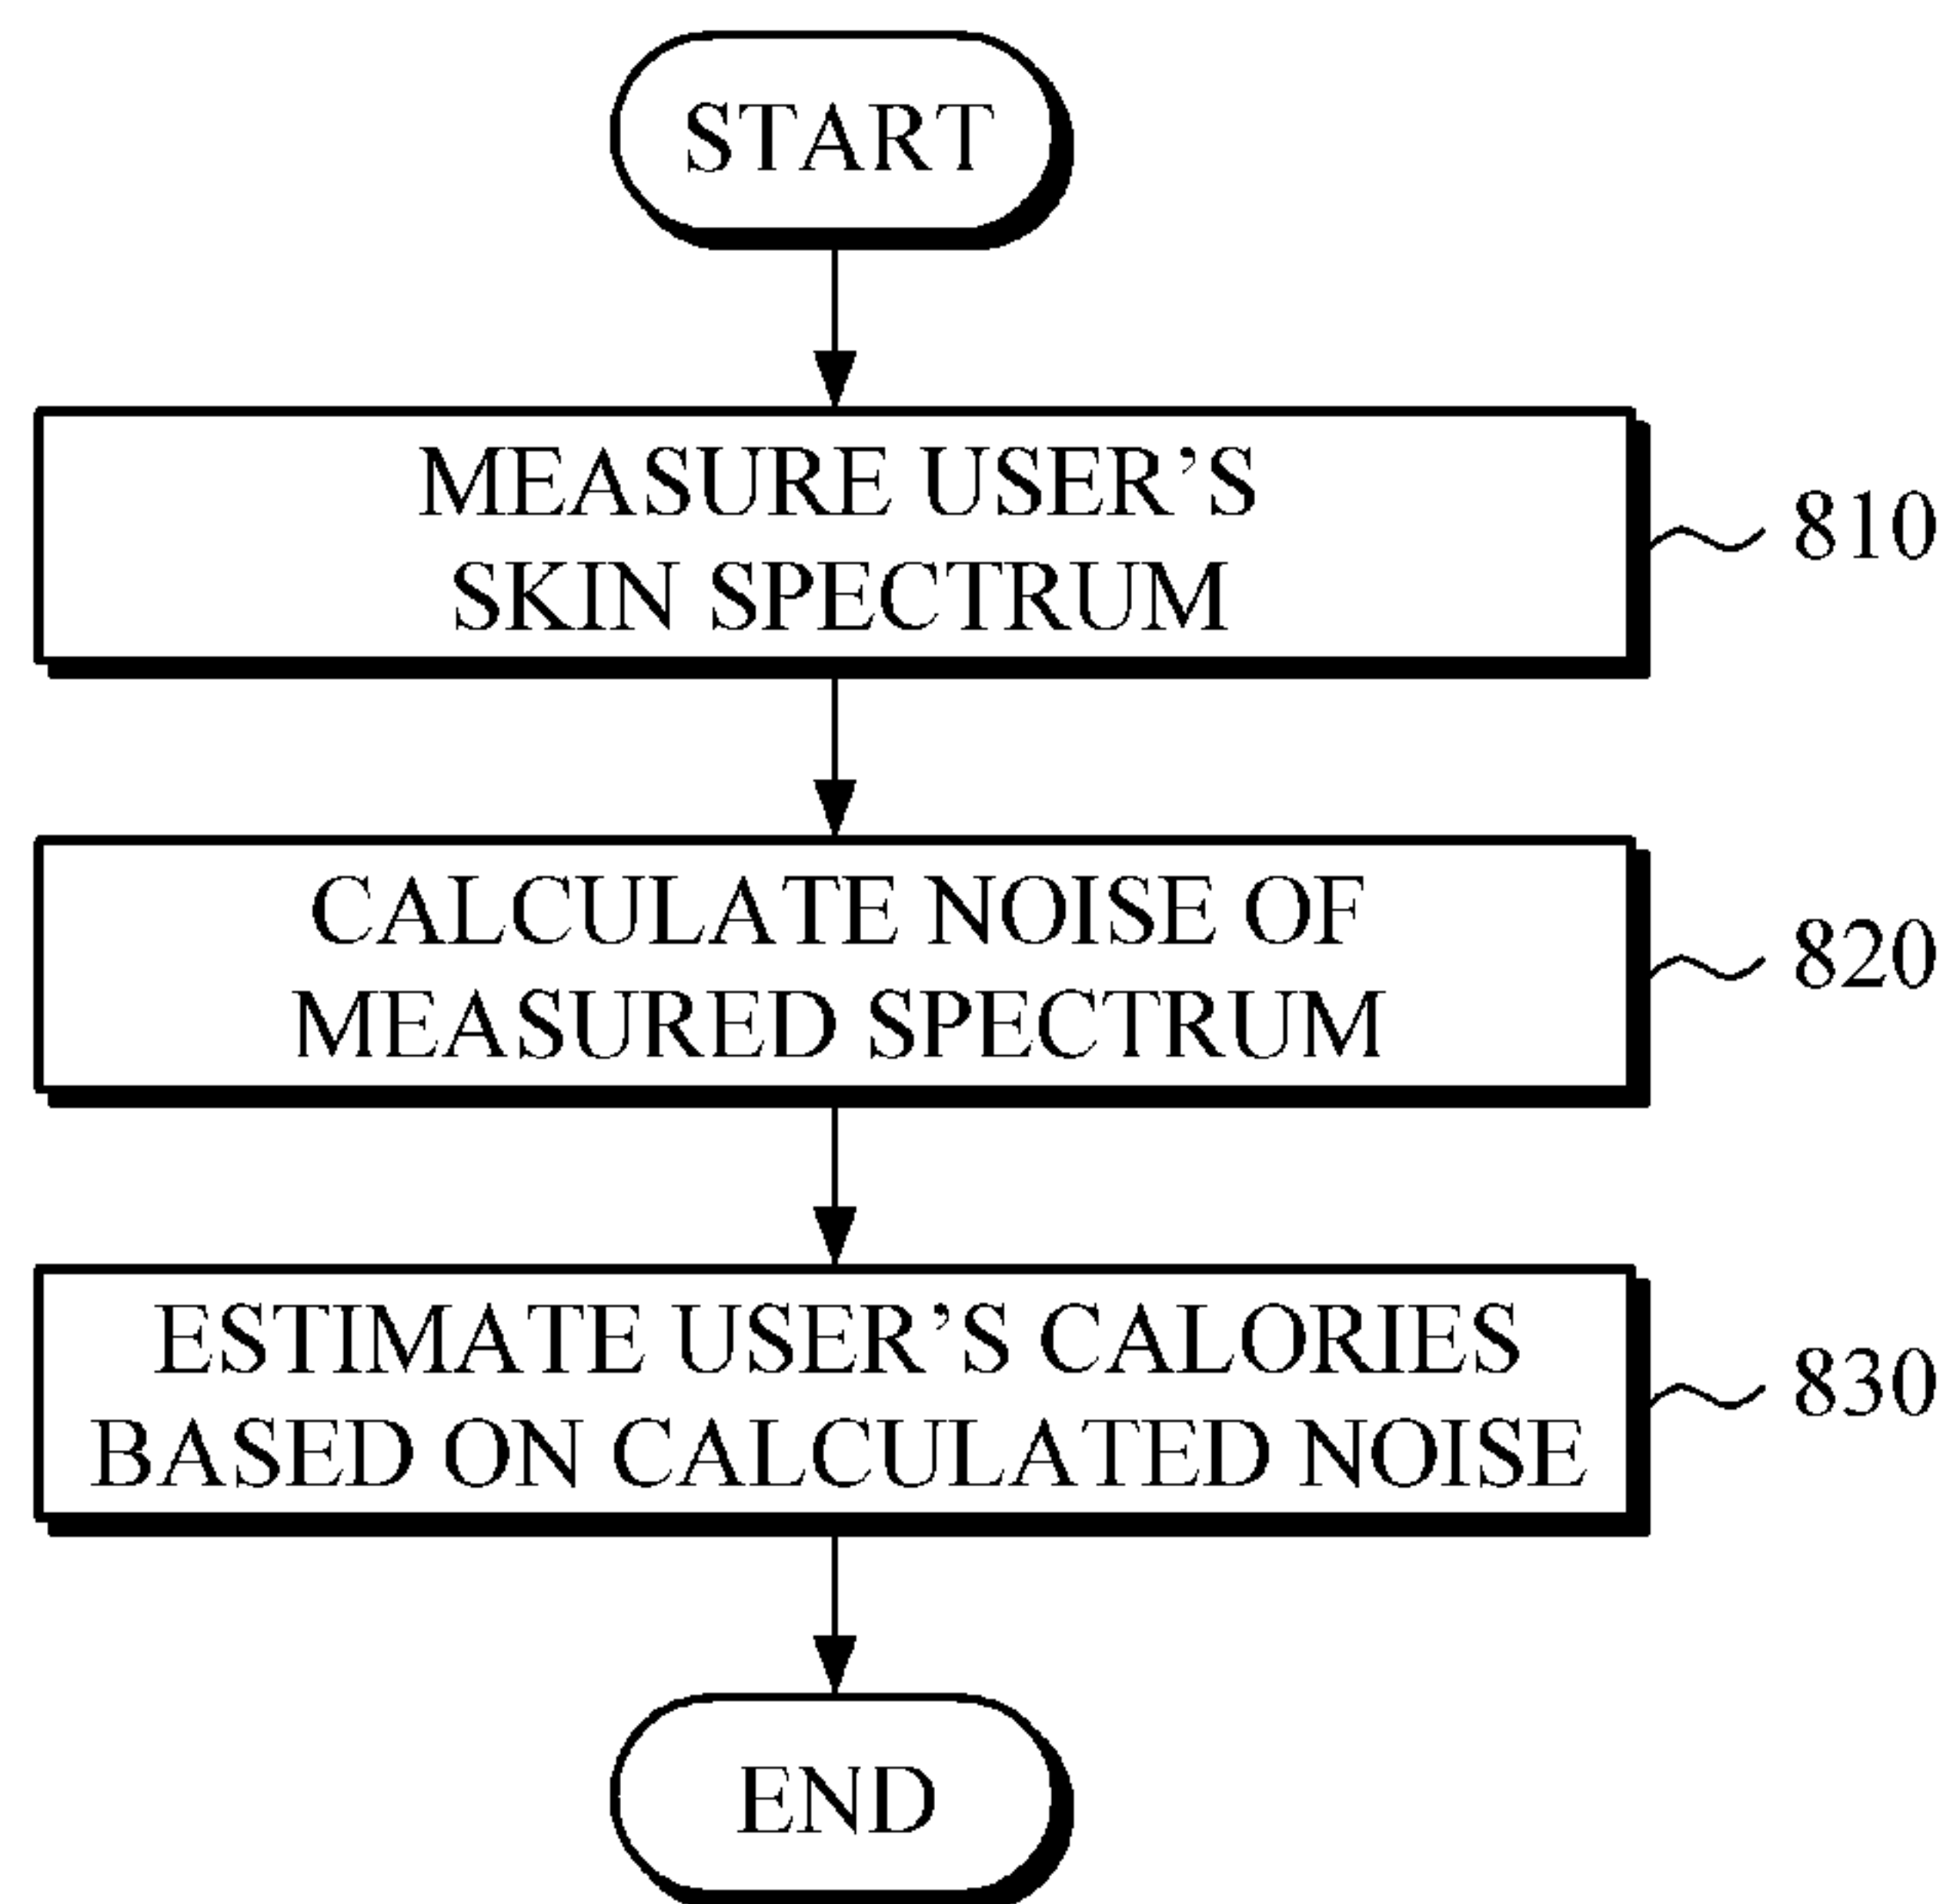 START
MEASURE USER’S
SKIN SPECTRUM
810
CALCULATE NOISE OF
MEASURED SPECTRUM
820
ESTIMATE USER’S CALORIES
BASED ON CALCULATED NOISE
830
END